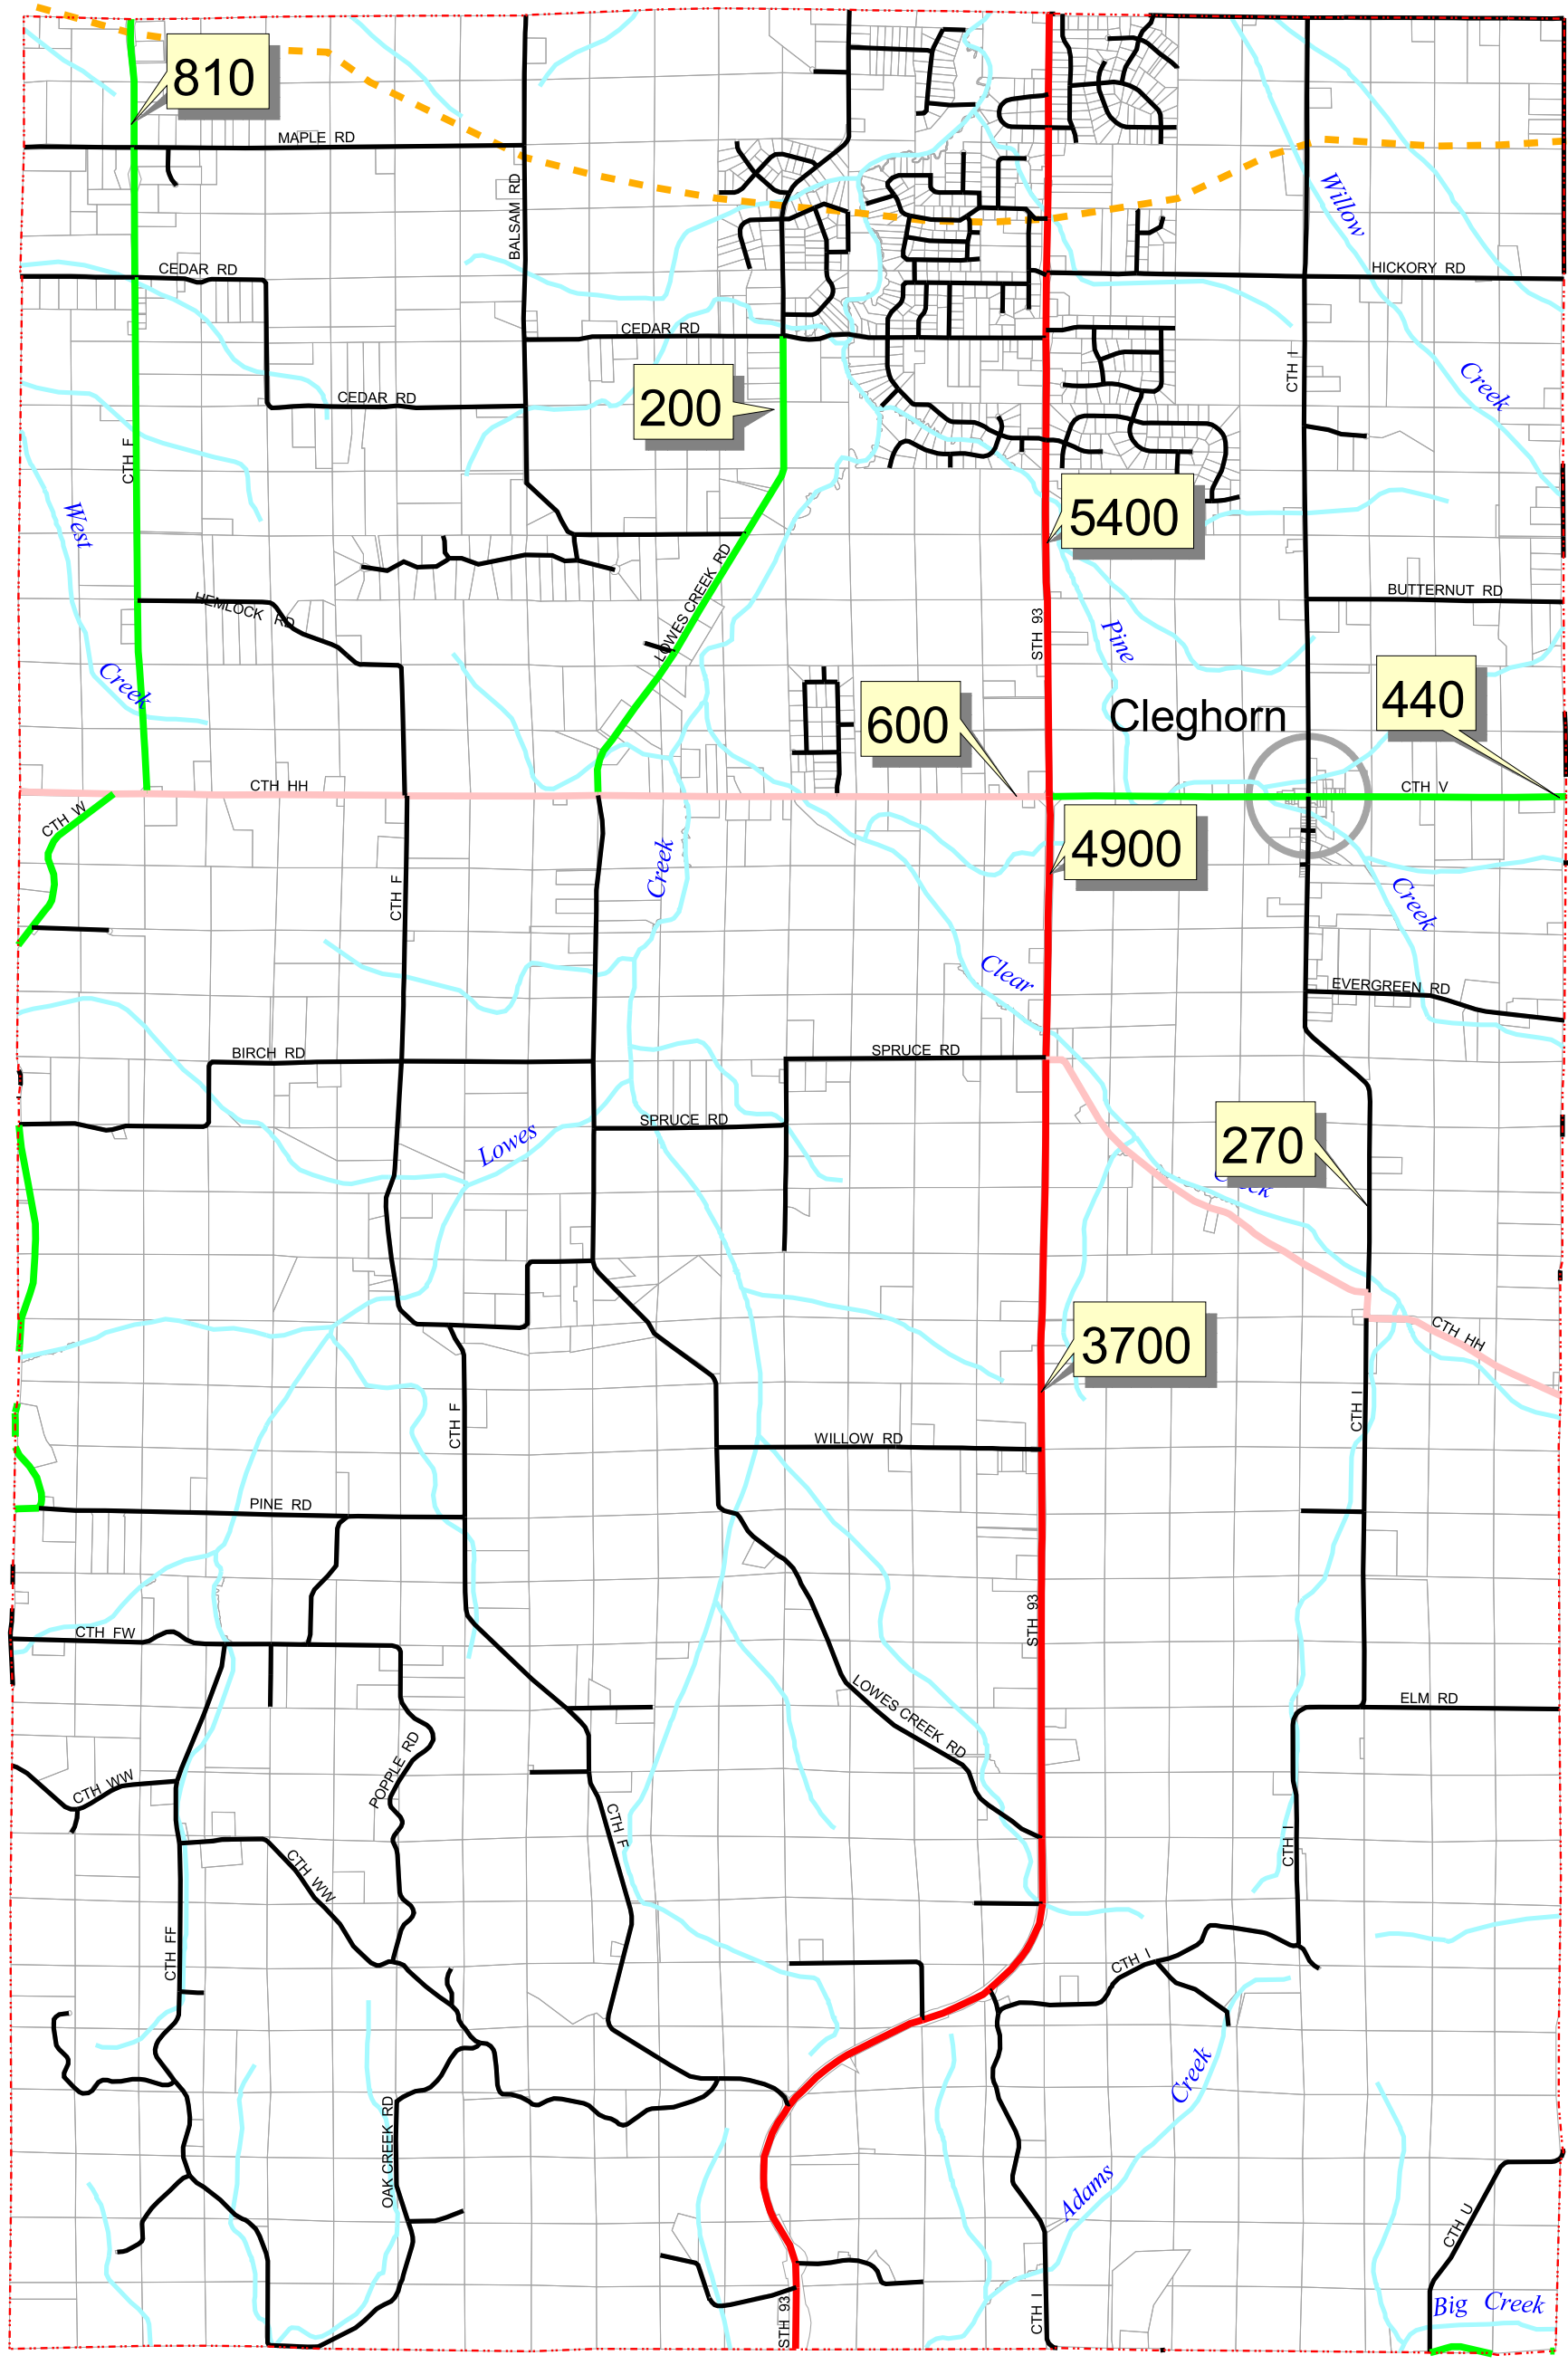 810
MAPLE RD
BALSAM RD
Willow
CEDAR RD
HICKORY RD
CEDAR RD
CTH I
Creek
200
CEDAR RD
CTH F
West
5400
LOWES CREEK RD
HEMLOCK RD
BUTTERNUT RD
STH 93
Pine
Creek
Cleghorn
440
600
CTH HH
CTH V
CTH W
4900
Creek
CTH F
Creek
Clear
EVERGREEN RD
BIRCH RD
SPRUCE RD
SPRUCE RD
Lowes
270
3700
CTH HH
CTH F
CTH I
WILLOW RD
PINE RD
STH 93
CTH FW
LOWES CREEK RD
ELM RD
POPPLE RD
CTH WW
CTH F
CTH I
CTH WW
CTH FF
CTH I
Creek
OAK CREEK RD
Adams
CTH U
STH 93
CTH I
Big Creek